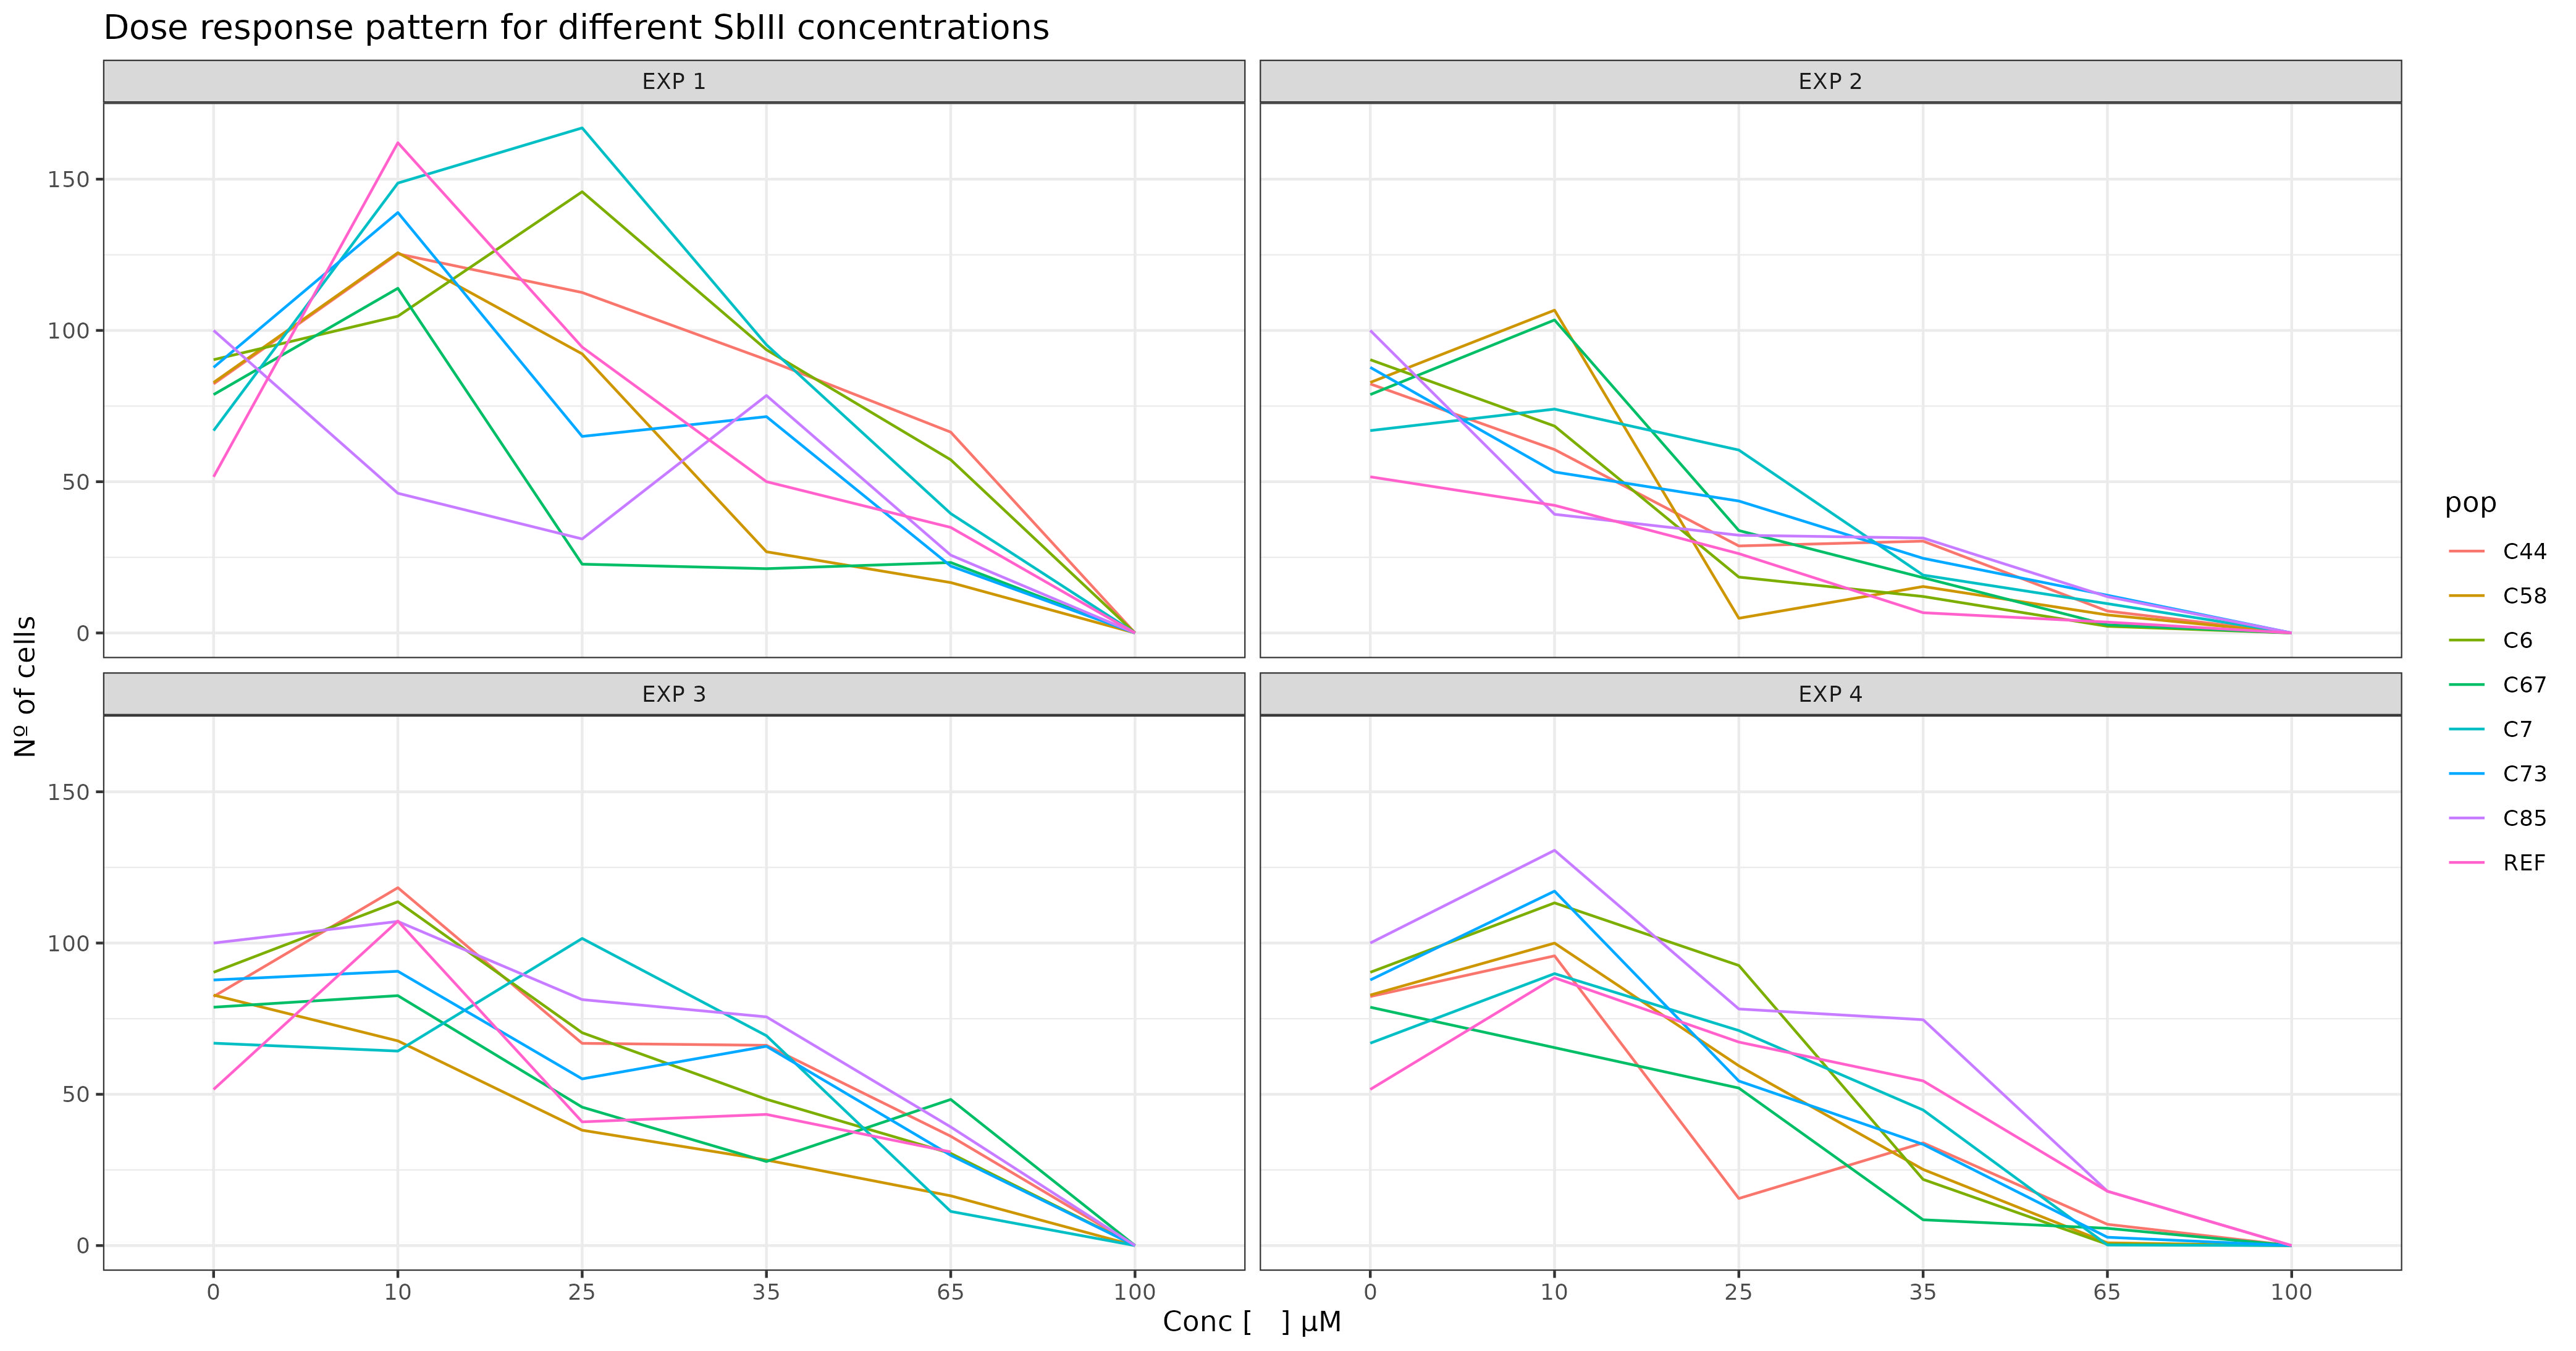 Dose response pattern for different SbIII concentrations
EXP 1
EXP 2
150
100
50
0
EXP 3
EXP 4
150
100
50
0
0 10 25 35 65 100
0 10 25 35 65 100
Nº of cells
Conc [ ] µM
pop
C44
C58
C6
C67
C7
C73
C85
REF